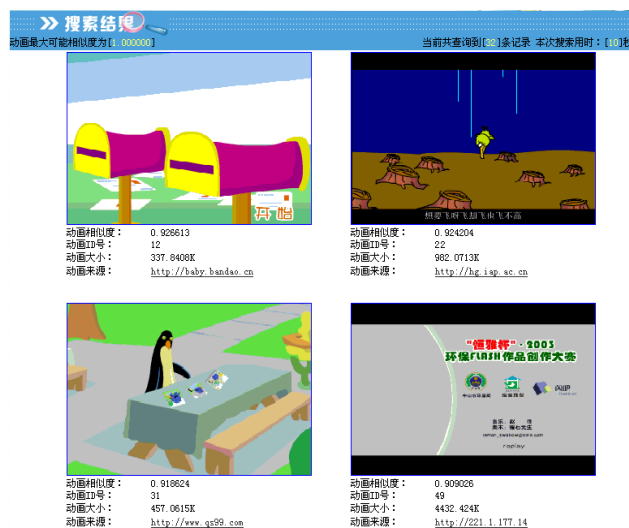 搜索结果
动画最大可能相似度为[1.000000]
当前共查询到[32]条记录 本次搜索用时：[10]秒
开始
想要飞呀飞却飞也飞不高
动画相似度： 0.926613
动画ID号： 12
动画大小： 337.8408K
动画来源： http://baby.bandao.cn
动画相似度： 0.924204
动画ID号： 22
动画大小： 982.0713K
动画来源： http://hg.iap.ac.cn
"恒雅杯"·2003
环保FLASH作品创作大赛
闪吧
replay
动画相似度： 0.918624
动画ID号： 31
动画大小： 457.0615K
动画来源： http://www.qs99.com
动画相似度： 0.909026
动画ID号： 49
动画大小： 4432.424K
动画来源： http://221.1.177.14